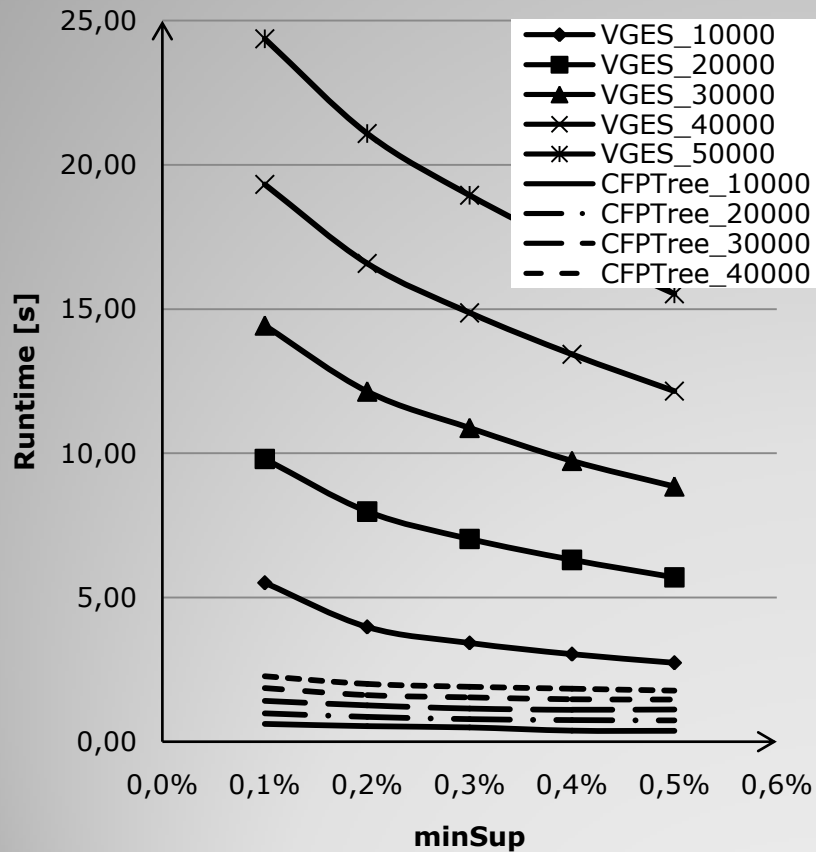 25,00
20,00
15,00
10,00
5,00
0,00
Runtime [s]
VGES_10000
VGES_20000
VGES_30000
VGES_40000
VGES_50000
CFPTree_10000
CFPTree_20000
CFPTree_30000
CFPTree_40000
0,0% 0,1% 0,2% 0,3% 0,4% 0,5% 0,6%
minSup